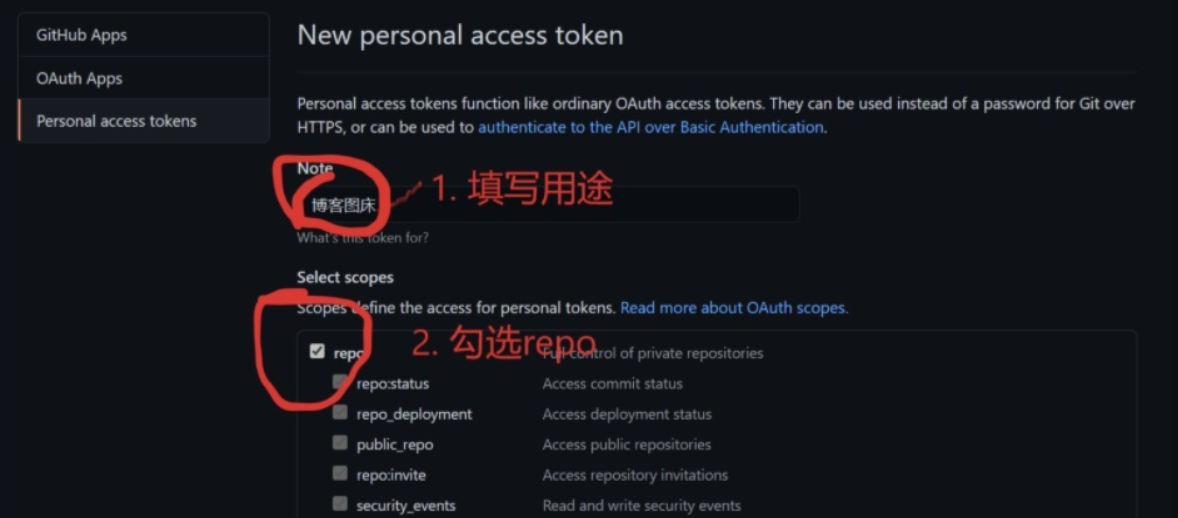 GitHub Apps
OAuth Apps
Personal access tokens
New personal access token
Personal access tokens function like ordinary OAuth access tokens. They can be used instead of a password for Git over
HTTPS, or can be used to authenticate to the API over Basic Authentication.
Note
博客图床
1. 填写用途
What's this token for?
Select scopes
Scopes define the access for personal tokens. Read more about OAuth scopes.
2. 勾选repo
repo Full control of private repositories
repo:status Access commit status
repo_deployment Access deployment status
public_repo Access public repositories
repo:invite Access repository invitations
security_events Read and write security events